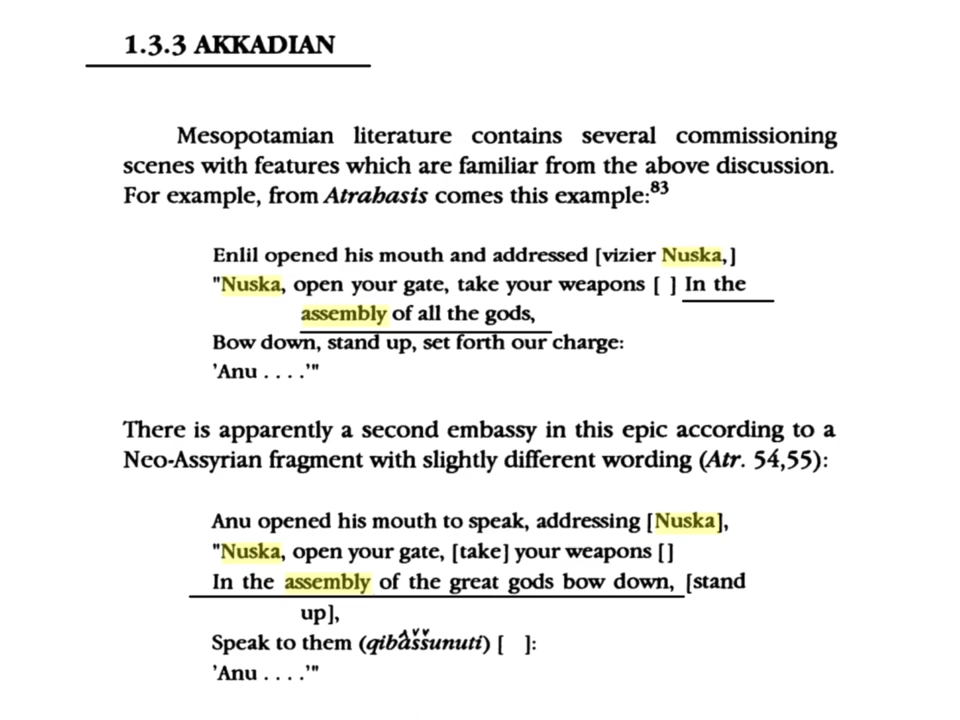 1.3.3 AKKADIAN
Mesopotamian literature contains several commissioning
scenes with features which are familiar from the above discussion.
For example, from Atrahasis comes this example:83
Enlil opened his mouth and addressed [vizier Nuska,]
"Nuska, open your gate, take your weapons [ ] In the
assembly of all the gods,
Bow down, stand up, set forth our charge:
'Anu . . . .'"
There is apparently a second embassy in this epic according to a
Neo-Assyrian fragment with slightly different wording (Atr. 54,55):
Anu opened his mouth to speak, addressing [Nuska],
"Nuska, open your gate, [take] your weapons []
In the assembly of the great gods bow down, [stand
up],
Speak to them (qibâššunuti) [ ]:
'Anu . . . .'"